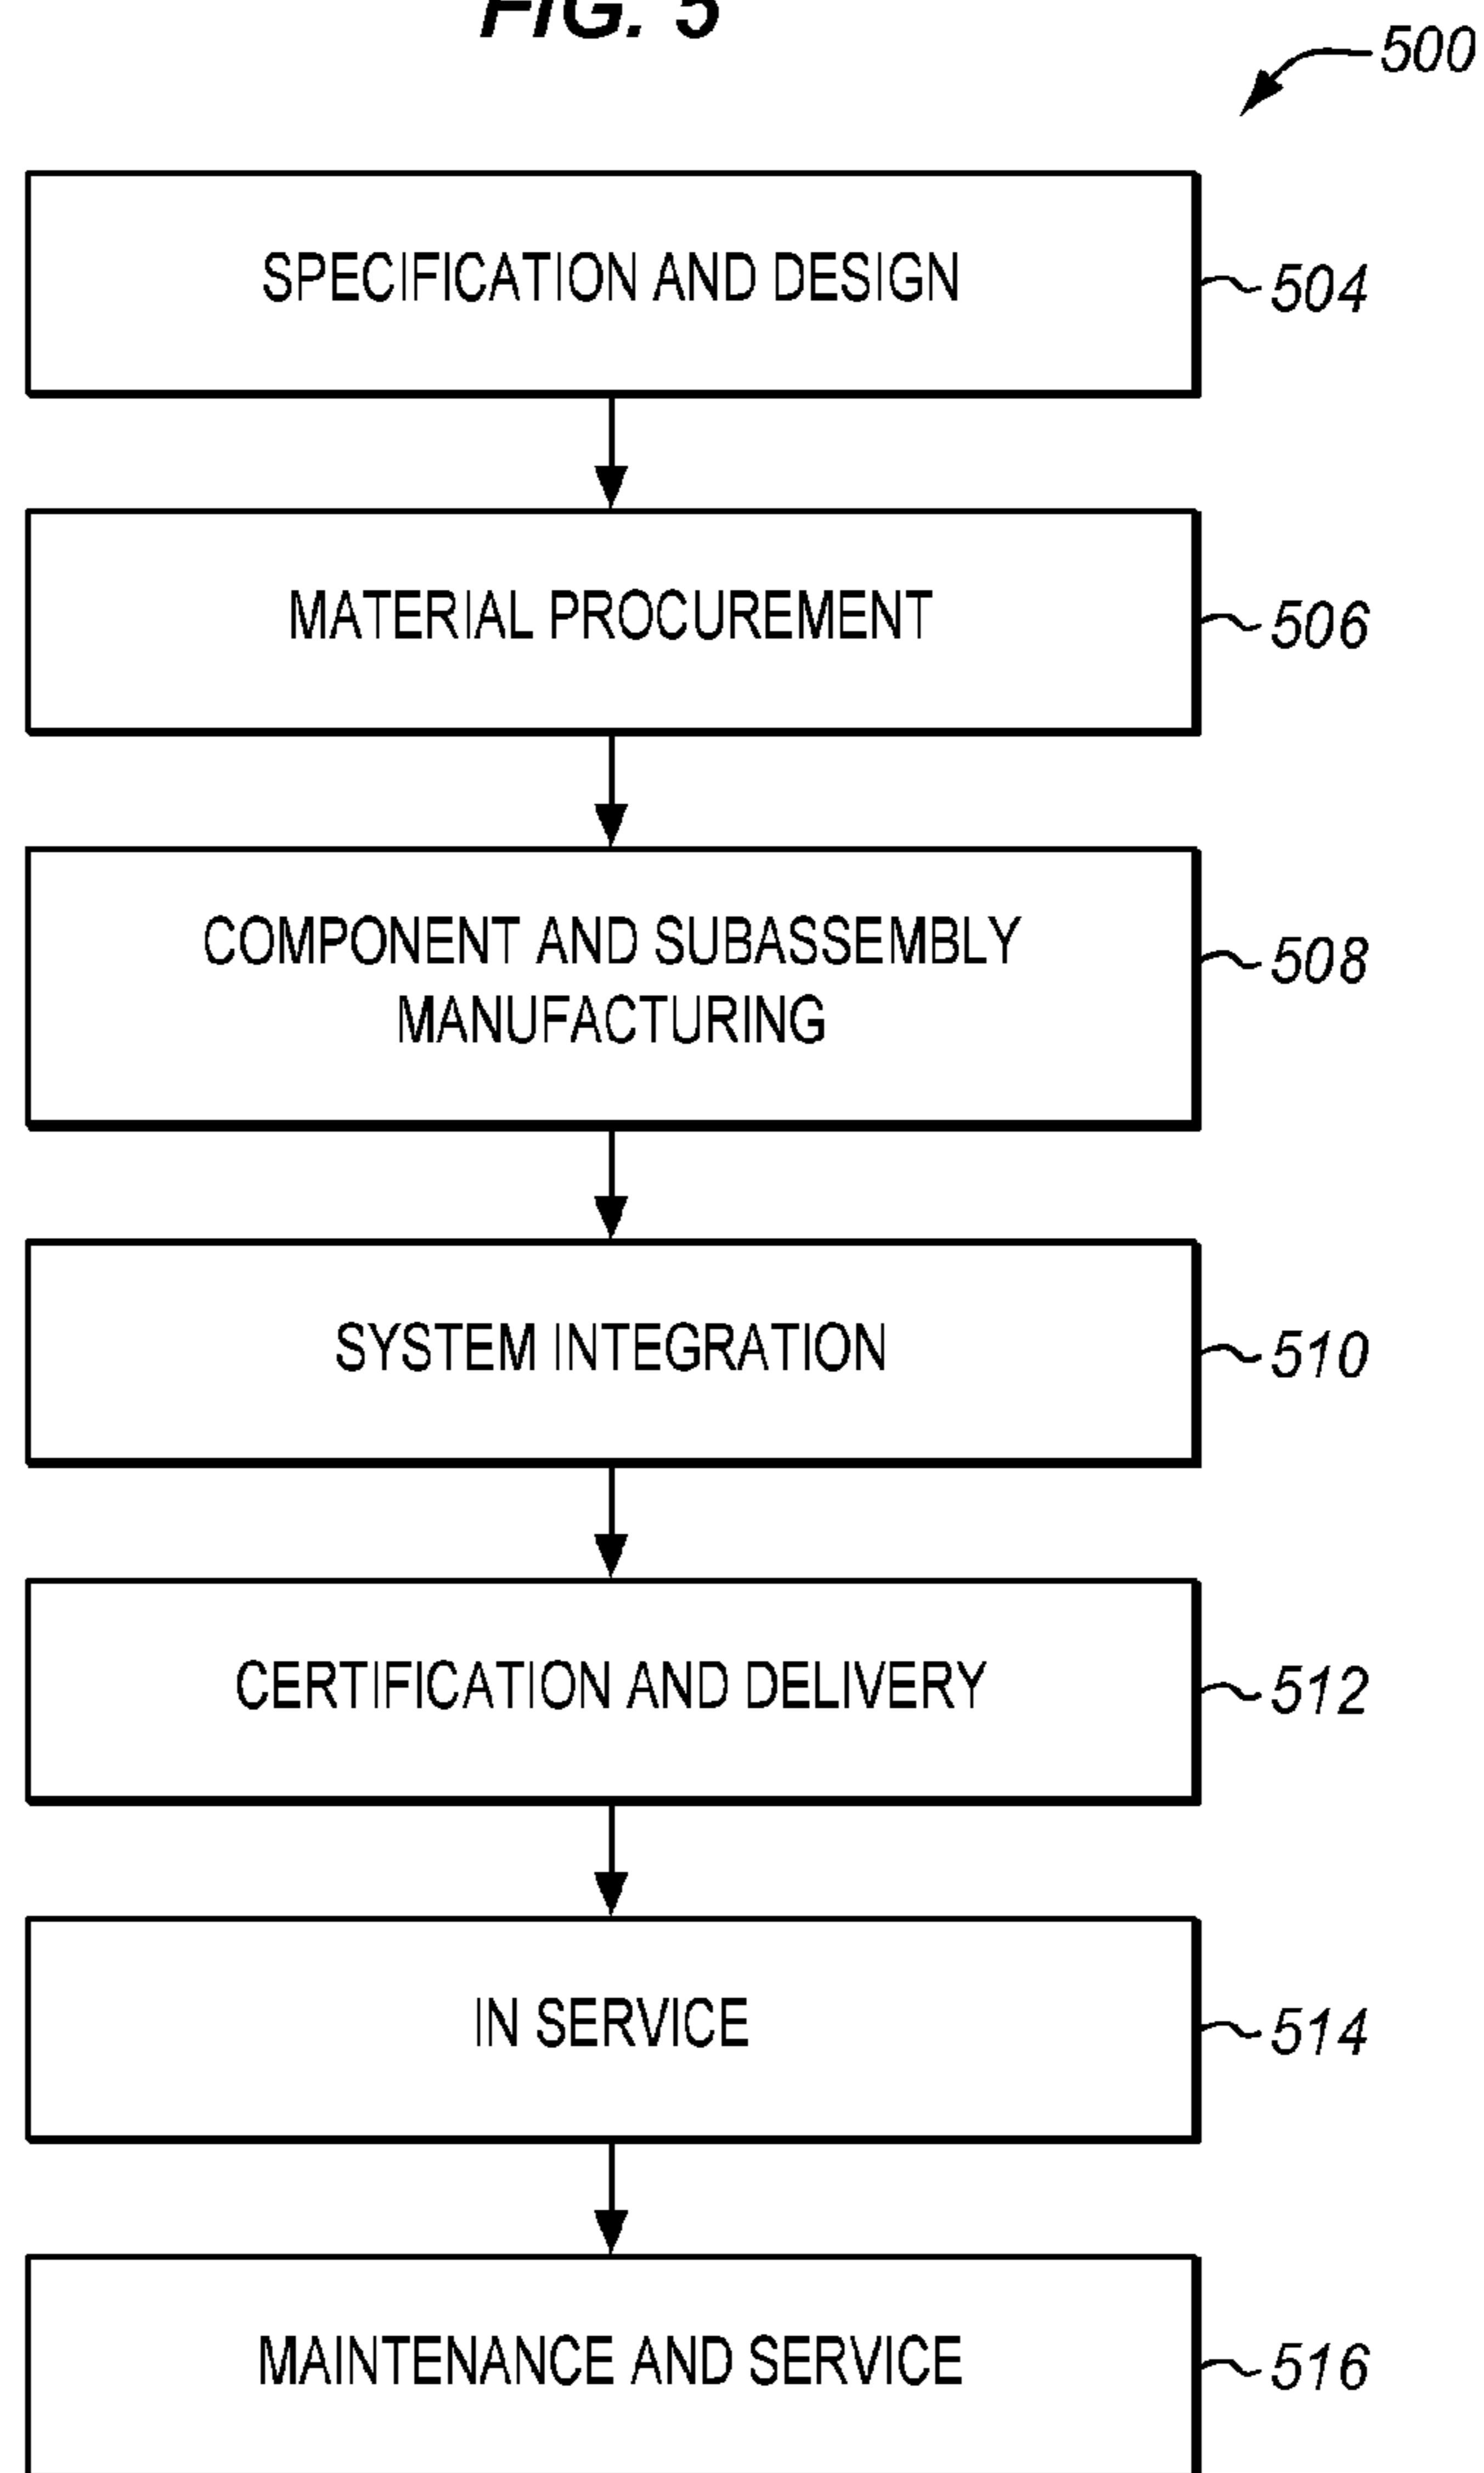 FIG. 5
500
SPECIFICATION AND DESIGN
504
MATERIAL PROCUREMENT
506
COMPONENT AND SUBASSEMBLY
MANUFACTURING
508
SYSTEM INTEGRATION
510
CERTIFICATION AND DELIVERY
512
IN SERVICE
514
MAINTENANCE AND SERVICE
516